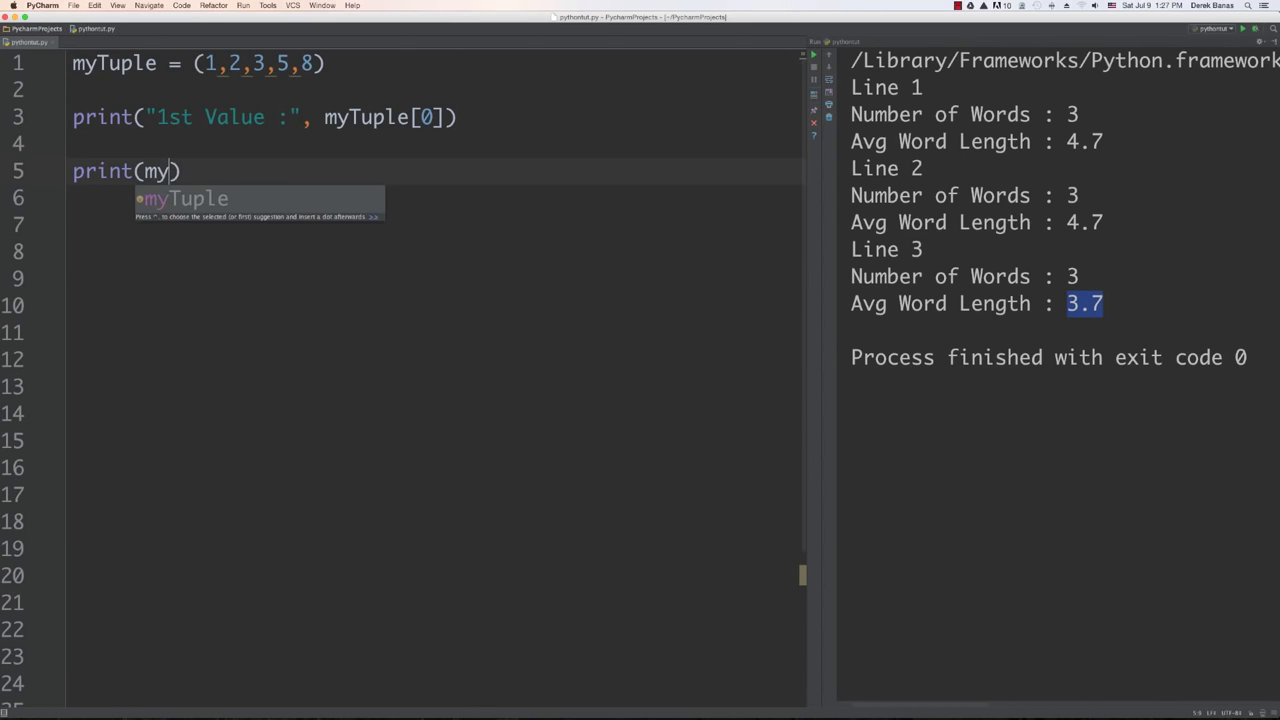 PyCharm File Edit View Navigate Code Refactor Run Tools VCS Window Help 10 Sat Jul 9 1:27 PM Derek Banas
pythontut.py - PycharmProjects - [~/PycharmProjects]
PycharmProjects pythontut.py pythontut
pythontut.py Run pythontut
1 myTuple = (1,2,3,5,8)
2
3 print("1st Value :", myTuple[0])
4
5 print(my)
6 myTuple
Press ^. to choose the selected (or first) suggestion and insert a dot afterwards >>
7
8
9
10
11
12
13
14
15
16
17
18
19
20
21
22
23
24
25
/Library/Frameworks/Python.framework
Line 1
Number of Words : 3
Avg Word Length : 4.7
Line 2
Number of Words : 3
Avg Word Length : 4.7
Line 3
Number of Words : 3
Avg Word Length : 3.7
Process finished with exit code 0
5:9 LF÷ UTF-8÷